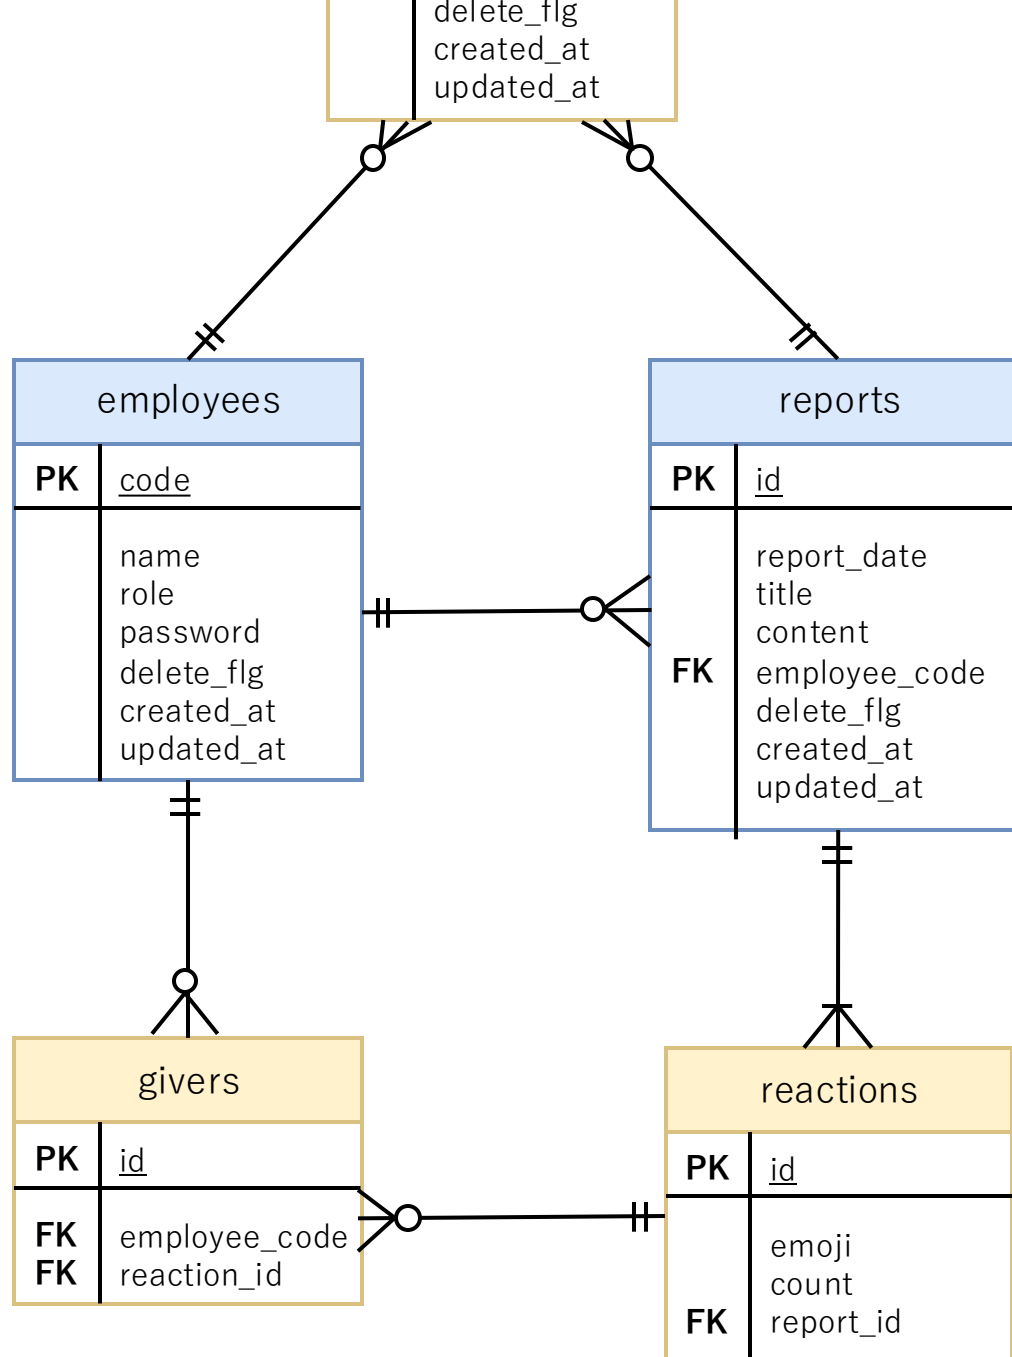 delete_flg
created_at
updated_at
employees
PK code
name
role
password
delete_flg
created_at
updated_at
reports
PK id
report_date
title
content
FK employee_code
delete_flg
created_at
updated_at
givers
PK id
FK employee_code
FK reaction_id
reactions
PK id
emoji
count
FK report_id